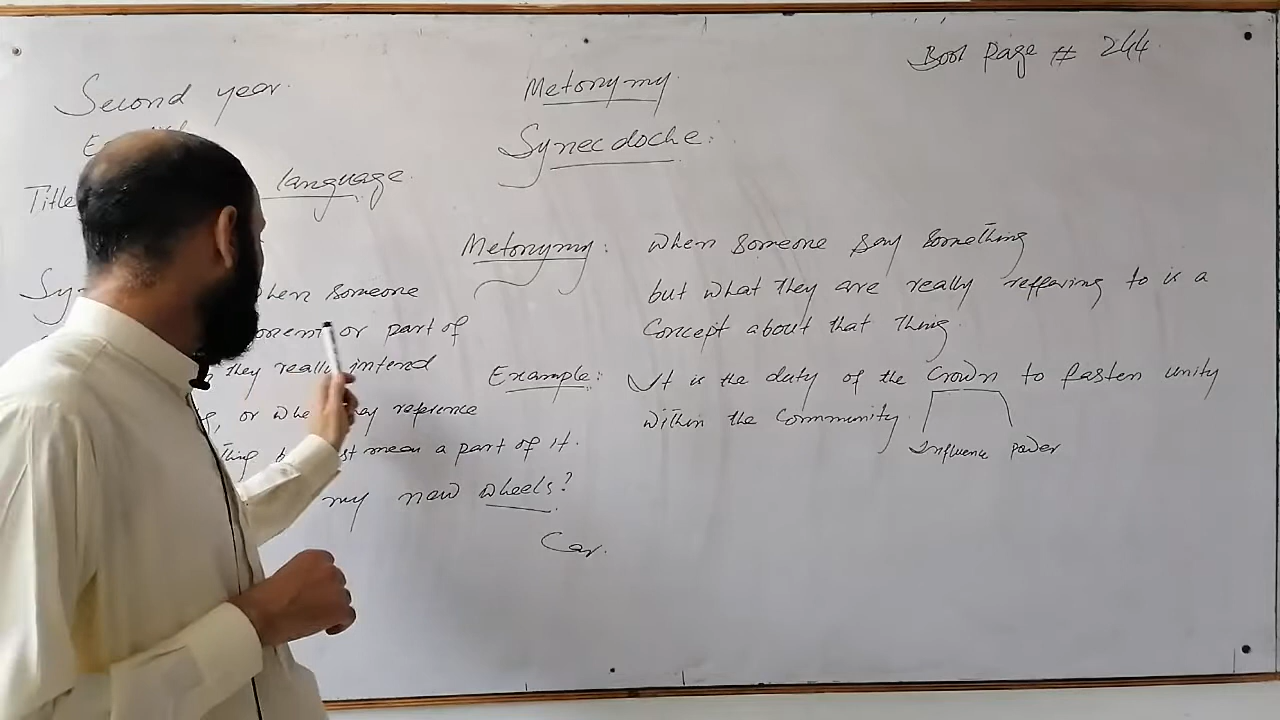 Book page # 244
Second year.
Metonymy
Synecdoche:
Title
language.
Metonymy: When someone say something
but what they are really reffering to is a
concept about that thing.
Example: It is the duty of the Crown to fasten unity
within the community.
Influence power
When someone
or part of
they really intend
or reference
mean a part of it.
my new wheels?
Car.